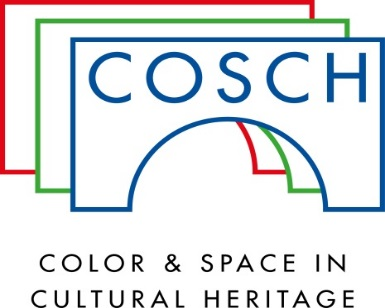 COSCH
COLOR & SPACE IN
CULTURAL HERITAGE